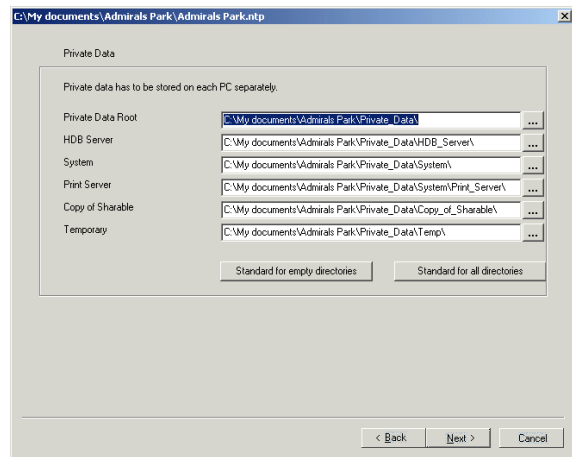 C:\My documents\Admirals Park\Admirals Park.ntp
Private Data
Private data has to be stored on each PC separately.
Private Data Root C:\My documents\Admirals Park\Private_Data\ ...
HDB Server C:\My documents\Admirals Park\Private_Data\HDB_Server\ ...
System C:\My documents\Admirals Park\Private_Data\System\ ...
Print Server C:\My documents\Admirals Park\Private_Data\System\Print_Server\ ...
Copy of Sharable C:\My documents\Admirals Park\Private_Data\Copy_of_Sharable\ ...
Temporary C:\My documents\Admirals Park\Private_Data\Temp\ ...
Standard for empty directories Standard for all directories
< Back Next > Cancel